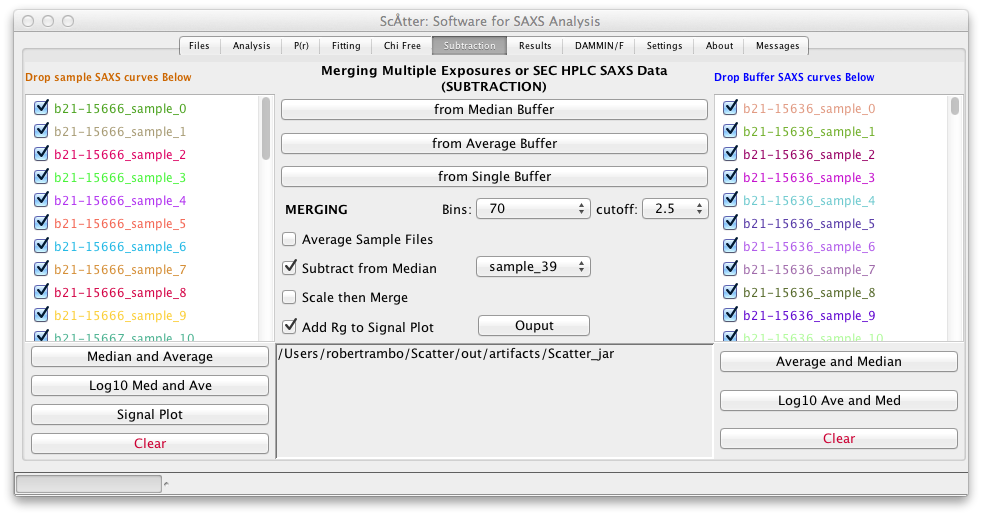 ScÅtter: Software for SAXS Analysis
Files Analysis P(r) Fitting Chi Free Subtraction Results DAMMIN/F Settings About Messages
Drop sample SAXS curves Below
b21-15666_sample_0
b21-15666_sample_1
b21-15666_sample_2
b21-15666_sample_3
b21-15666_sample_4
b21-15666_sample_5
b21-15666_sample_6
b21-15666_sample_7
b21-15666_sample_8
b21-15666_sample_9
b21-15667_sample_10
Median and Average
Log10 Med and Ave
Signal Plot
Clear
Merging Multiple Exposures or SEC HPLC SAXS Data
(SUBTRACTION)
from Median Buffer
from Average Buffer
from Single Buffer
MERGING Bins: 70 cutoff: 2.5
Average Sample Files
Subtract from Median sample_39
Scale then Merge
Add Rg to Signal Plot Ouput
/Users/robertrambo/Scatter/out/artifacts/Scatter_jar
Drop Buffer SAXS curves Below
b21-15636_sample_0
b21-15636_sample_1
b21-15636_sample_2
b21-15636_sample_3
b21-15636_sample_4
b21-15636_sample_5
b21-15636_sample_6
b21-15636_sample_7
b21-15636_sample_8
b21-15636_sample_9
b21-15636_sample_10
Average and Median
Log10 Ave and Med
Clear